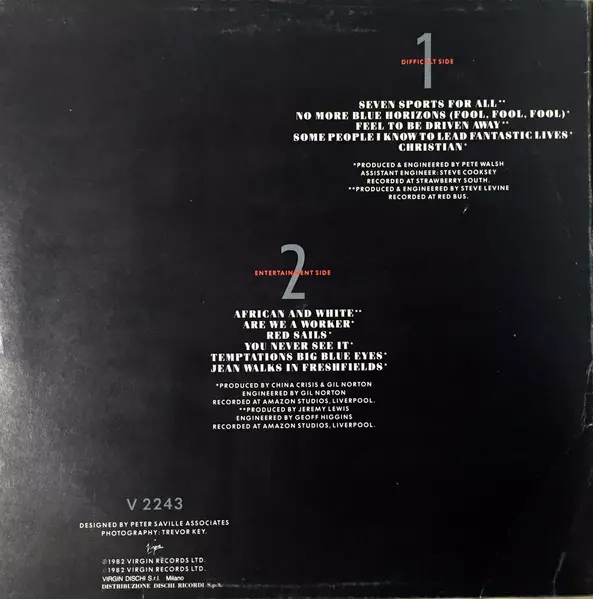 1
DIFFICULT SIDE
SEVEN SPORTS FOR ALL**
NO MORE BLUE HORIZONS (FOOL, FOOL, FOOL)*
FEEL TO BE DRIVEN AWAY**
SOME PEOPLE I KNOW TO LEAD FANTASTIC LIVES*
CHRISTIAN*
*PRODUCED & ENGINEERED BY PETE WALSH
ASSISTANT ENGINEER: STEVE COOKSEY
RECORDED AT STRAWBERRY SOUTH.
**PRODUCED & ENGINEERED BY STEVE LEVINE
RECORDED AT RED BUS.
2
ENTERTAINMENT SIDE
AFRICAN AND WHITE**
ARE WE A WORKER*
RED SAILS*
YOU NEVER SEE IT*
TEMPTATIONS BIG BLUE EYES*
JEAN WALKS IN FRESHFIELDS*
*PRODUCED BY CHINA CRISIS & GIL NORTON
ENGINEERED BY GIL NORTON
RECORDED AT AMAZON STUDIOS, LIVERPOOL.
**PRODUCED BY JEREMY LEWIS
ENGINEERED BY GEOFF HIGGINS
RECORDED AT AMAZON STUDIOS, LIVERPOOL.
V 2243
DESIGNED BY PETER SAVILLE ASSOCIATES
PHOTOGRAPHY: TREVOR KEY.
Virgin
℗1982 VIRGIN RECORDS LTD.
©1982 VIRGIN RECORDS LTD.
VIRGIN DISCHI S.r.l. Milano
DISTRIBUZIONE DISCHI RICORDI S.p.A.